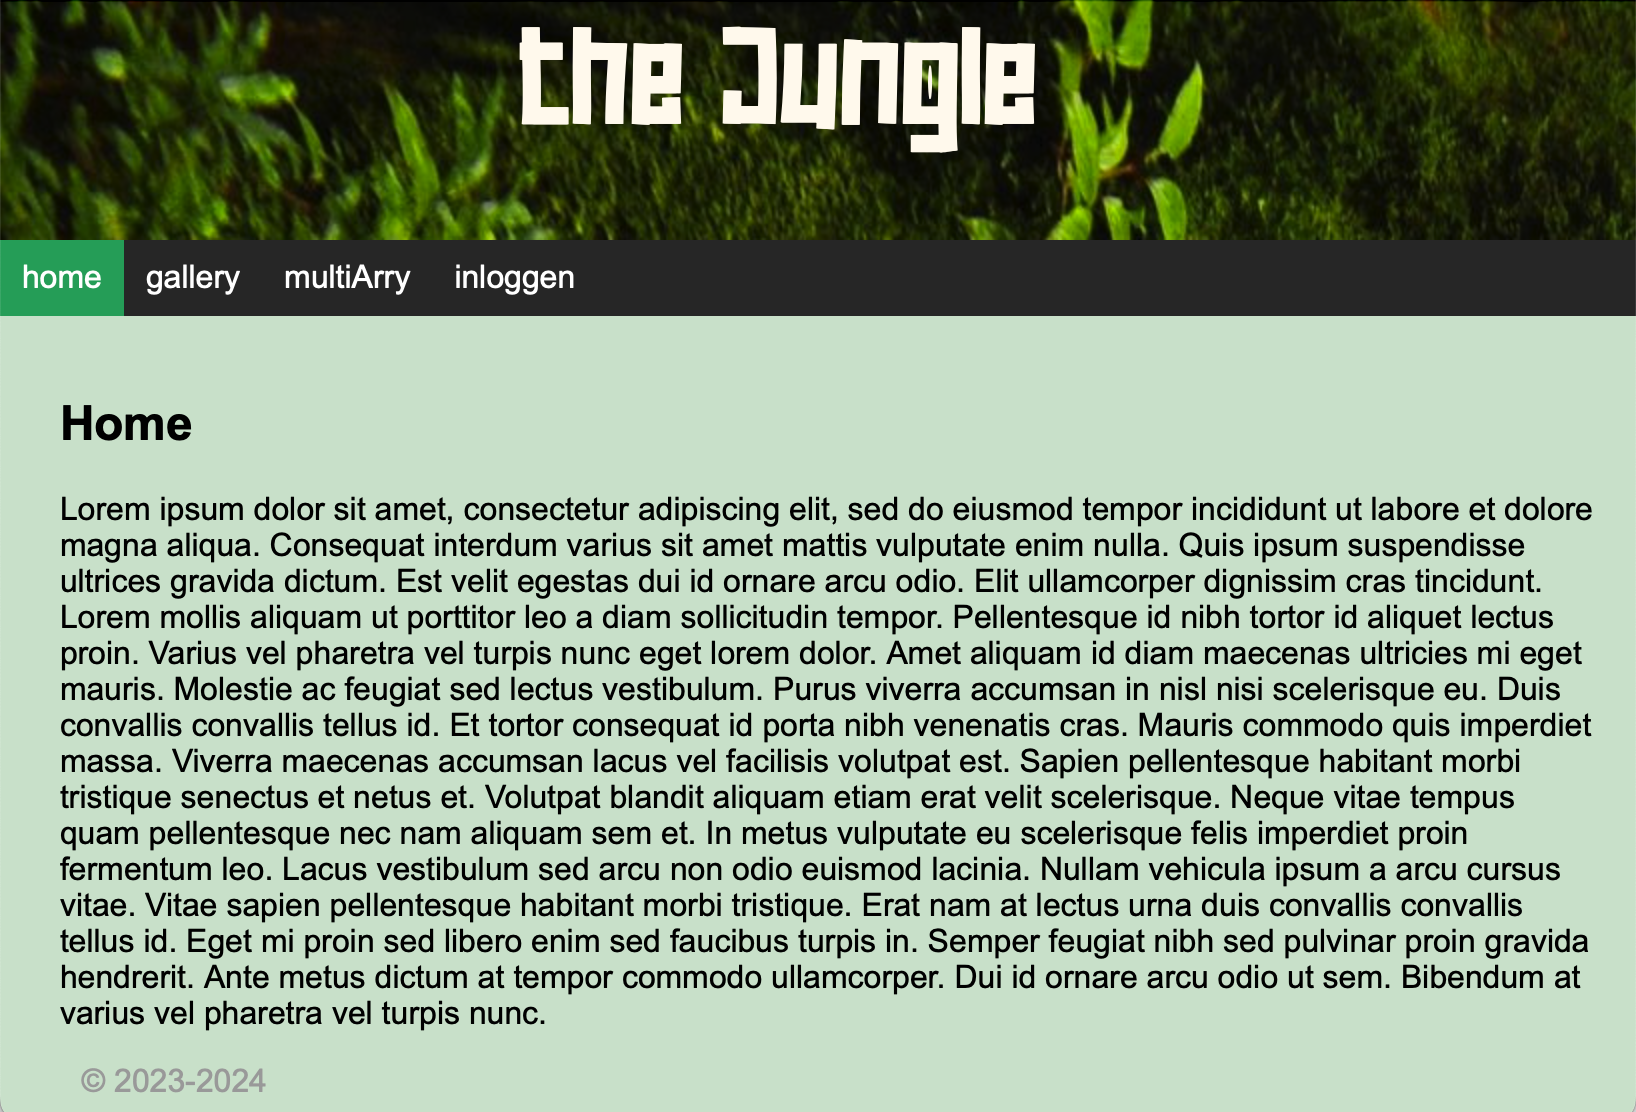 the Jungle
home gallery multiArry inloggen
Home
Lorem ipsum dolor sit amet, consectetur adipiscing elit, sed do eiusmod tempor incididunt ut labore et dolore
magna aliqua. Consequat interdum varius sit amet mattis vulputate enim nulla. Quis ipsum suspendisse
ultrices gravida dictum. Est velit egestas dui id ornare arcu odio. Elit ullamcorper dignissim cras tincidunt.
Lorem mollis aliquam ut porttitor leo a diam sollicitudin tempor. Pellentesque id nibh tortor id aliquet lectus
proin. Varius vel pharetra vel turpis nunc eget lorem dolor. Amet aliquam id diam maecenas ultricies mi eget
mauris. Molestie ac feugiat sed lectus vestibulum. Purus viverra accumsan in nisl nisi scelerisque eu. Duis
convallis convallis tellus id. Et tortor consequat id porta nibh venenatis cras. Mauris commodo quis imperdiet
massa. Viverra maecenas accumsan lacus vel facilisis volutpat est. Sapien pellentesque habitant morbi
tristique senectus et netus et. Volutpat blandit aliquam etiam erat velit scelerisque. Neque vitae tempus
quam pellentesque nec nam aliquam sem et. In metus vulputate eu scelerisque felis imperdiet proin
fermentum leo. Lacus vestibulum sed arcu non odio euismod lacinia. Nullam vehicula ipsum a arcu cursus
vitae. Vitae sapien pellentesque habitant morbi tristique. Erat nam at lectus urna duis convallis convallis
tellus id. Eget mi proin sed libero enim sed faucibus turpis in. Semper feugiat nibh sed pulvinar proin gravida
hendrerit. Ante metus dictum at tempor commodo ullamcorper. Dui id ornare arcu odio ut sem. Bibendum at
varius vel pharetra vel turpis nunc.
© 2023-2024